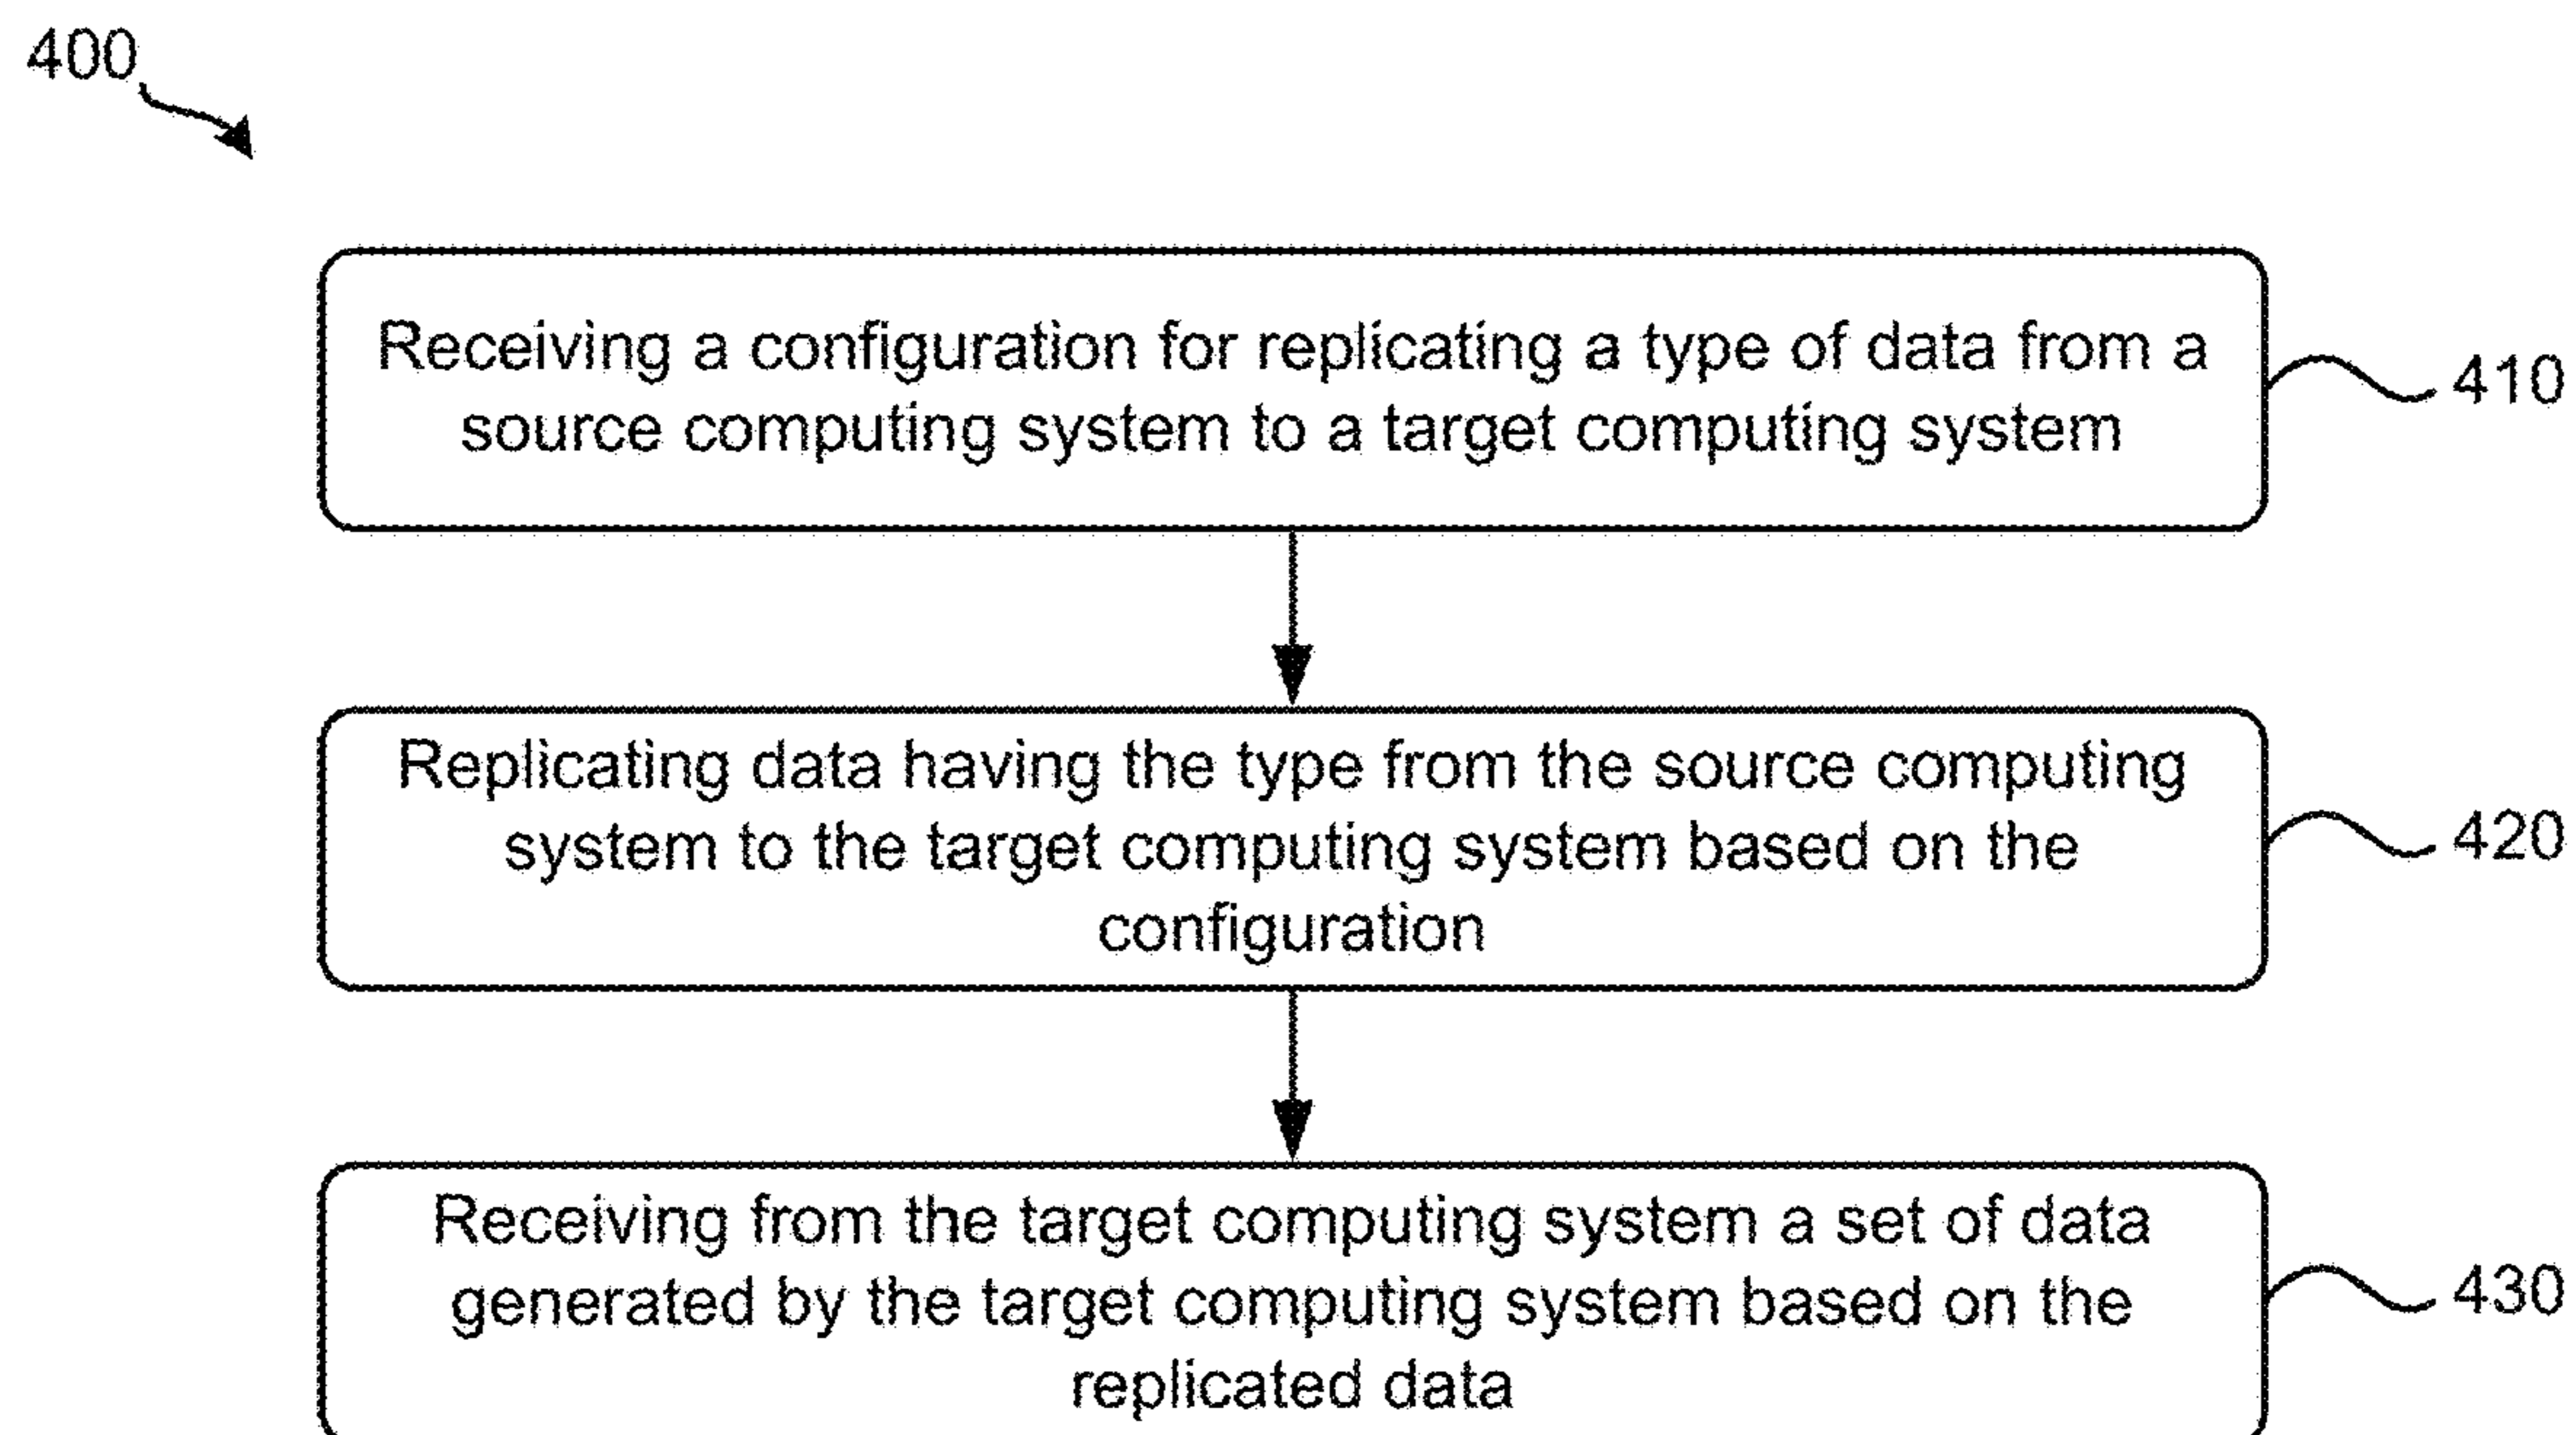 400
Receiving a configuration for replicating a type of data from a
source computing system to a target computing system
410
Replicating data having the type from the source computing
system to the target computing system based on the
configuration
420
Receiving from the target computing system a set of data
generated by the target computing system based on the
replicated data
430